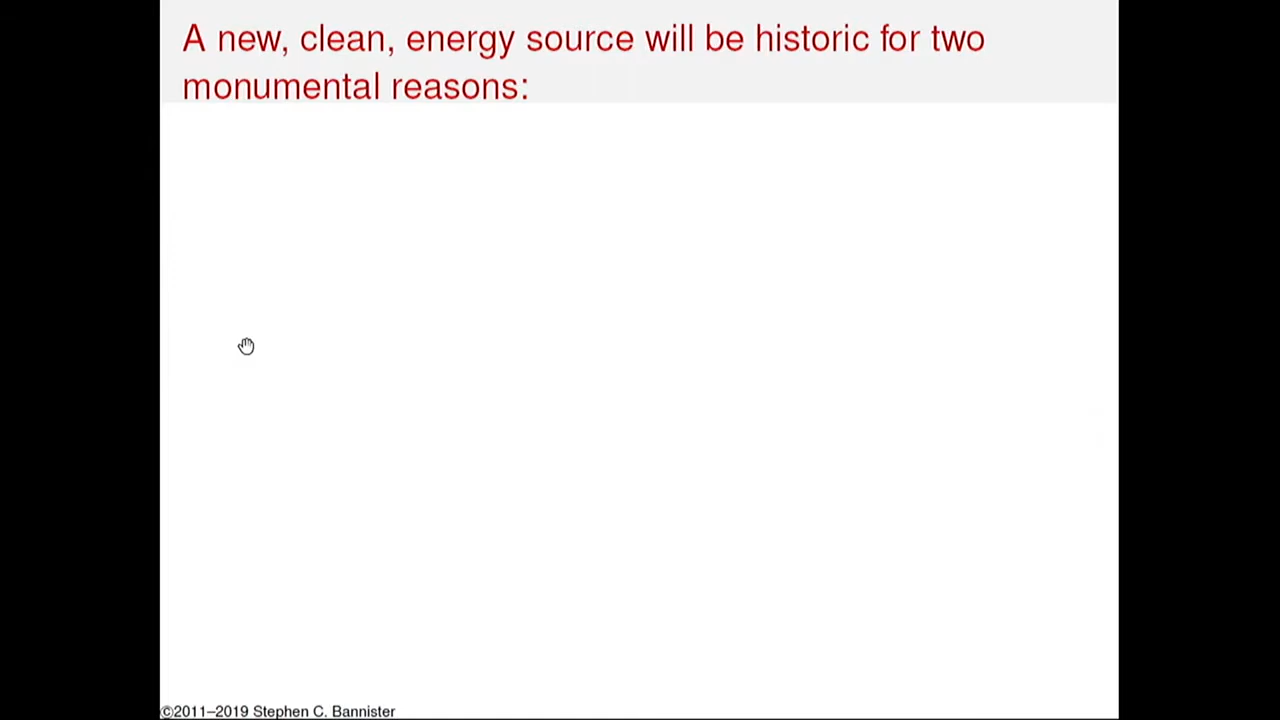 A new, clean, energy source will be historic for two
monumental reasons:
©2011–2019 Stephen C. Bannister